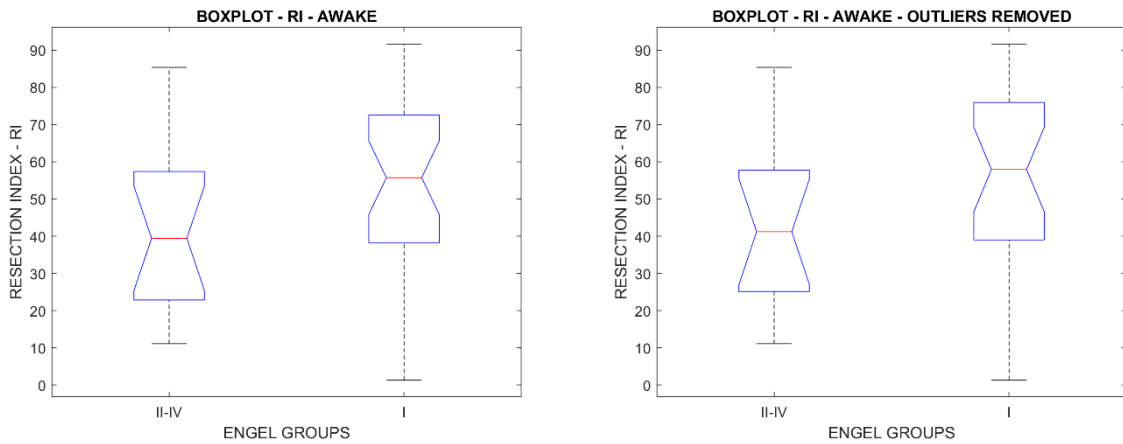 BOXPLOT - RI - AWAKE
RESECTION INDEX - RI
90
80
70
60
50
40
30
20
10
0
II-IV
I
ENGEL GROUPS
BOXPLOT - RI - AWAKE - OUTLIERS REMOVED
RESECTION INDEX - RI
90
80
70
60
50
40
30
20
10
0
II-IV
I
ENGEL GROUPS